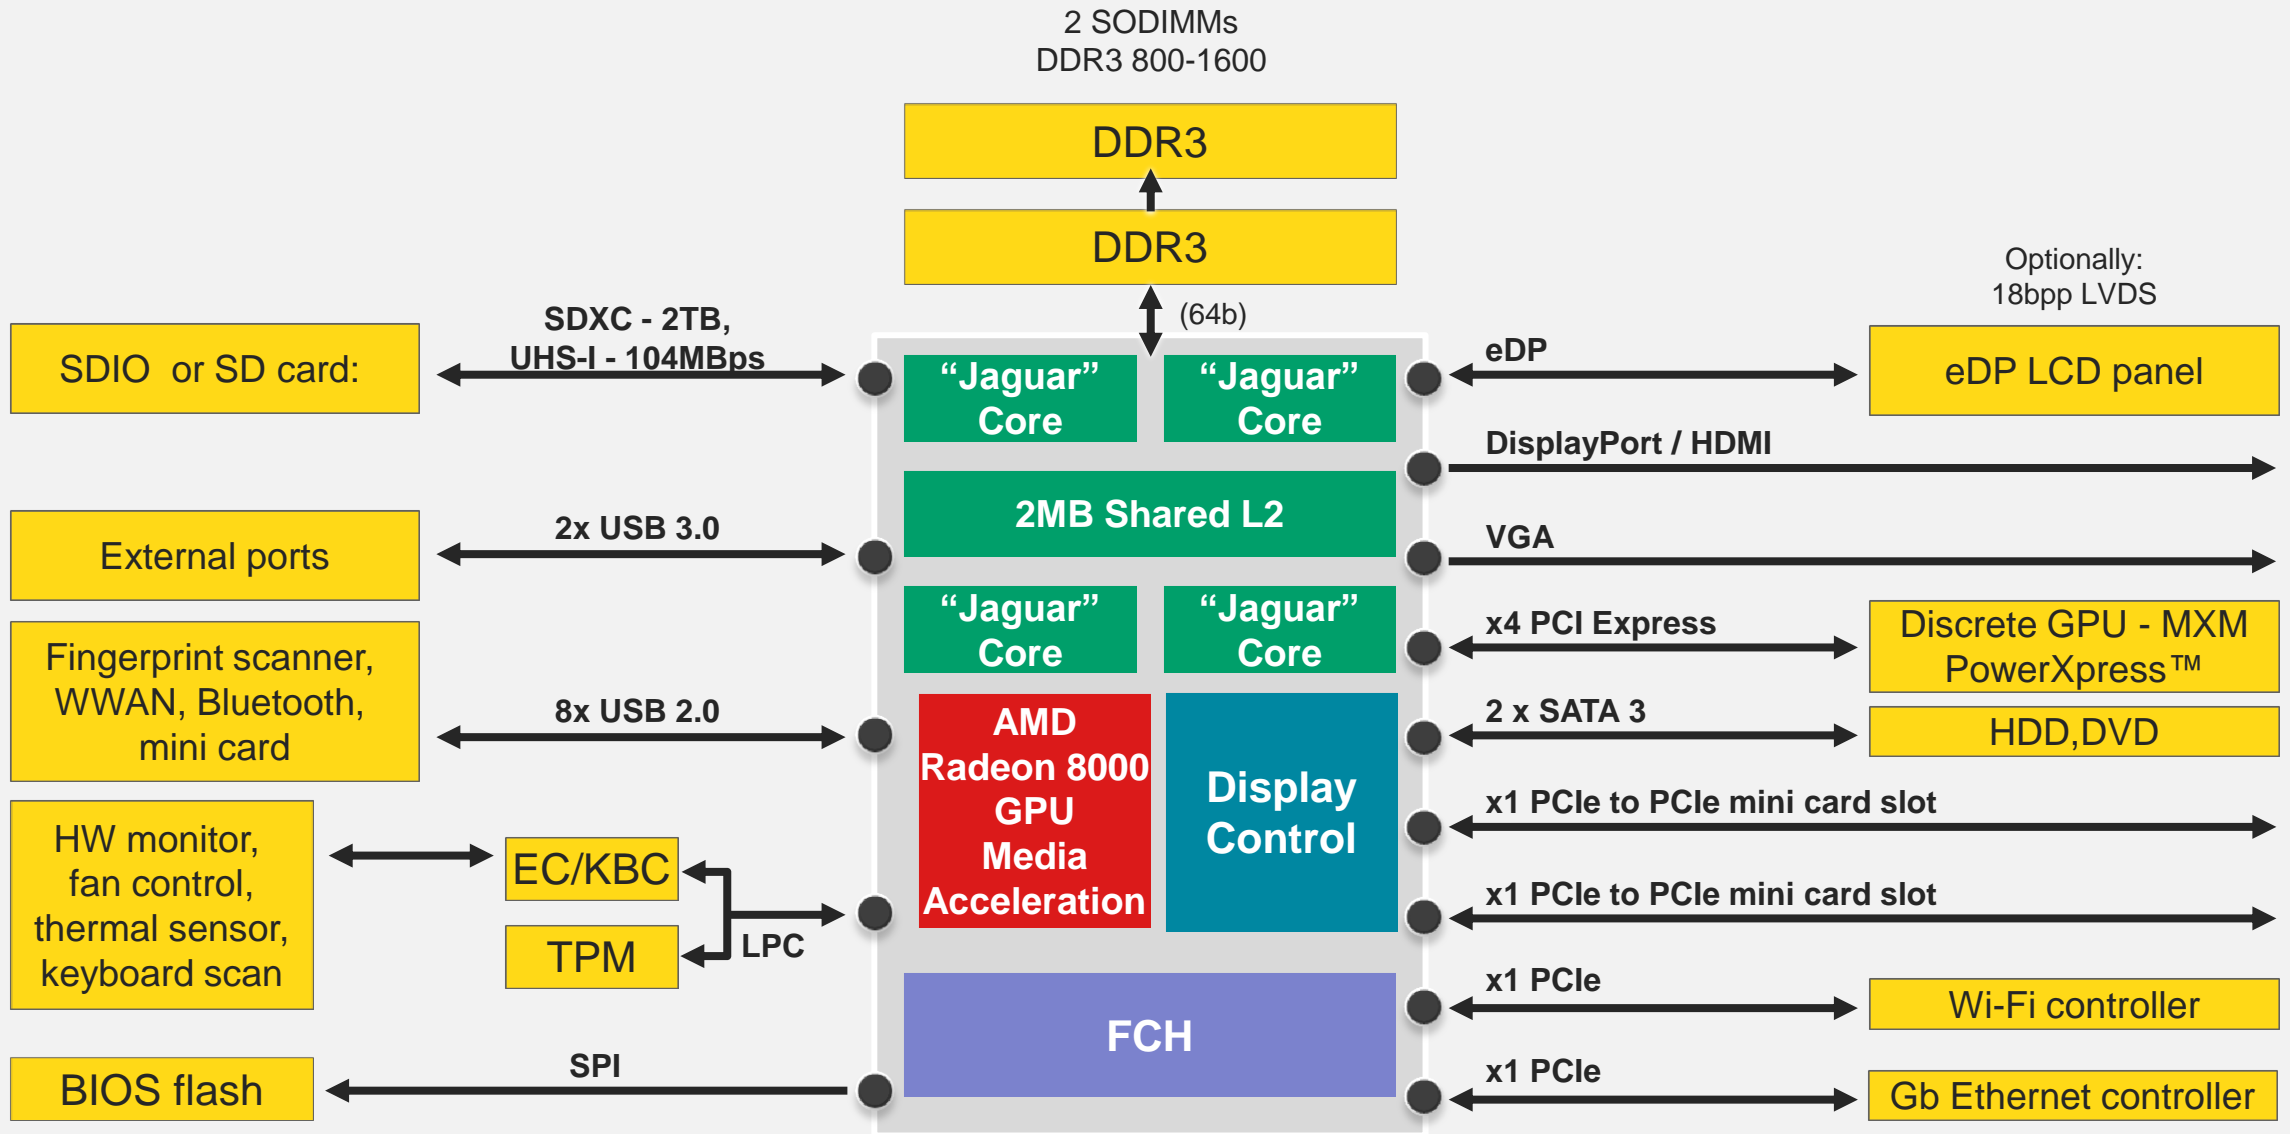 2 SODIMMs
DDR3 800-1600
DDR3
DDR3
(64b)
SDXC - 2TB,
UHS-I - 104MBps
SDIO or SD card:
2x USB 3.0
External ports
Fingerprint scanner,
WWAN, Bluetooth,
mini card
8x USB 2.0
HW monitor,
fan control,
thermal sensor,
keyboard scan
EC/KBC
TPM
LPC
SPI
BIOS flash
“Jaguar”
Core
“Jaguar”
Core
2MB Shared L2
“Jaguar”
Core
“Jaguar”
Core
AMD
Radeon 8000
GPU
Media
Acceleration
Display
Control
FCH
Optionally:
18bpp LVDS
eDP
eDP LCD panel
DisplayPort / HDMI
VGA
x4 PCI Express
Discrete GPU - MXM
PowerXpress™
2 x SATA 3
HDD,DVD
x1 PCIe to PCIe mini card slot
x1 PCIe to PCIe mini card slot
x1 PCIe
Wi-Fi controller
x1 PCIe
Gb Ethernet controller